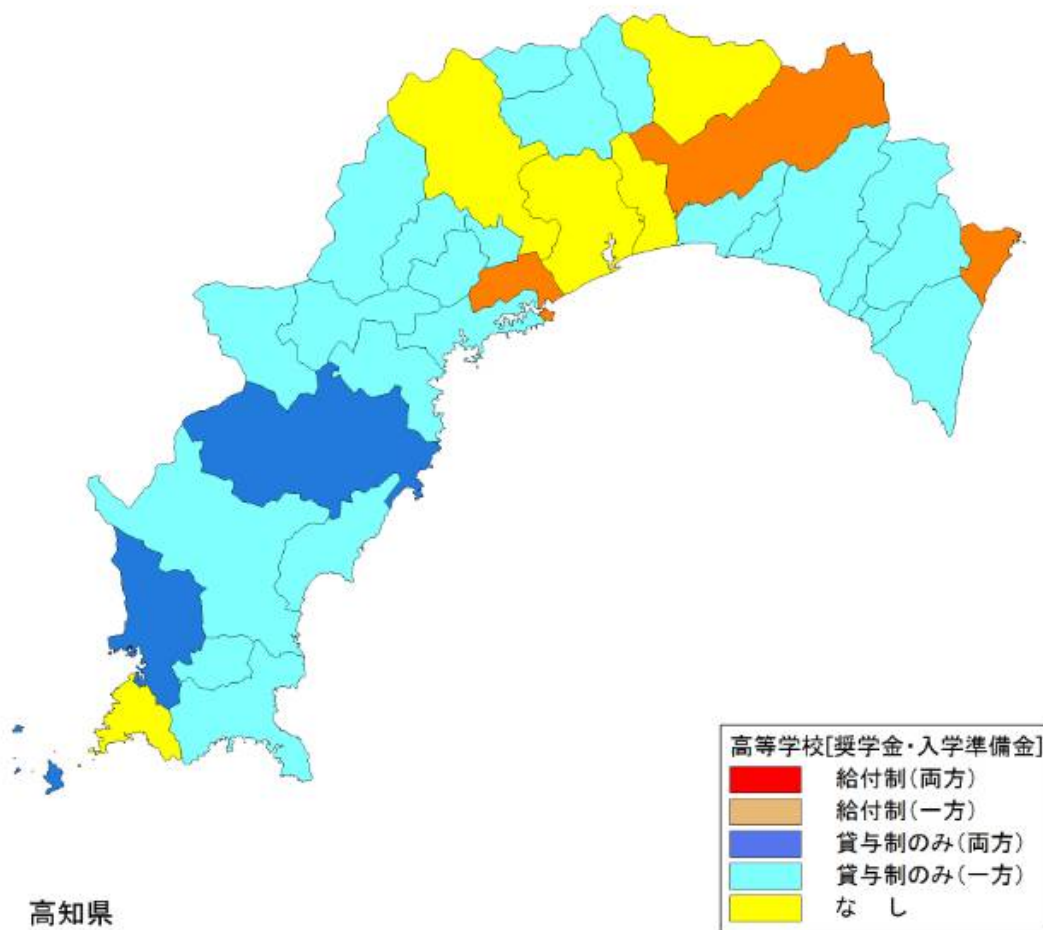 高等学校[奨学金・入学準備金]
給付制(両方)
給付制(一方)
貸与制のみ(両方)
貸与制のみ(一方)
な し
高知県